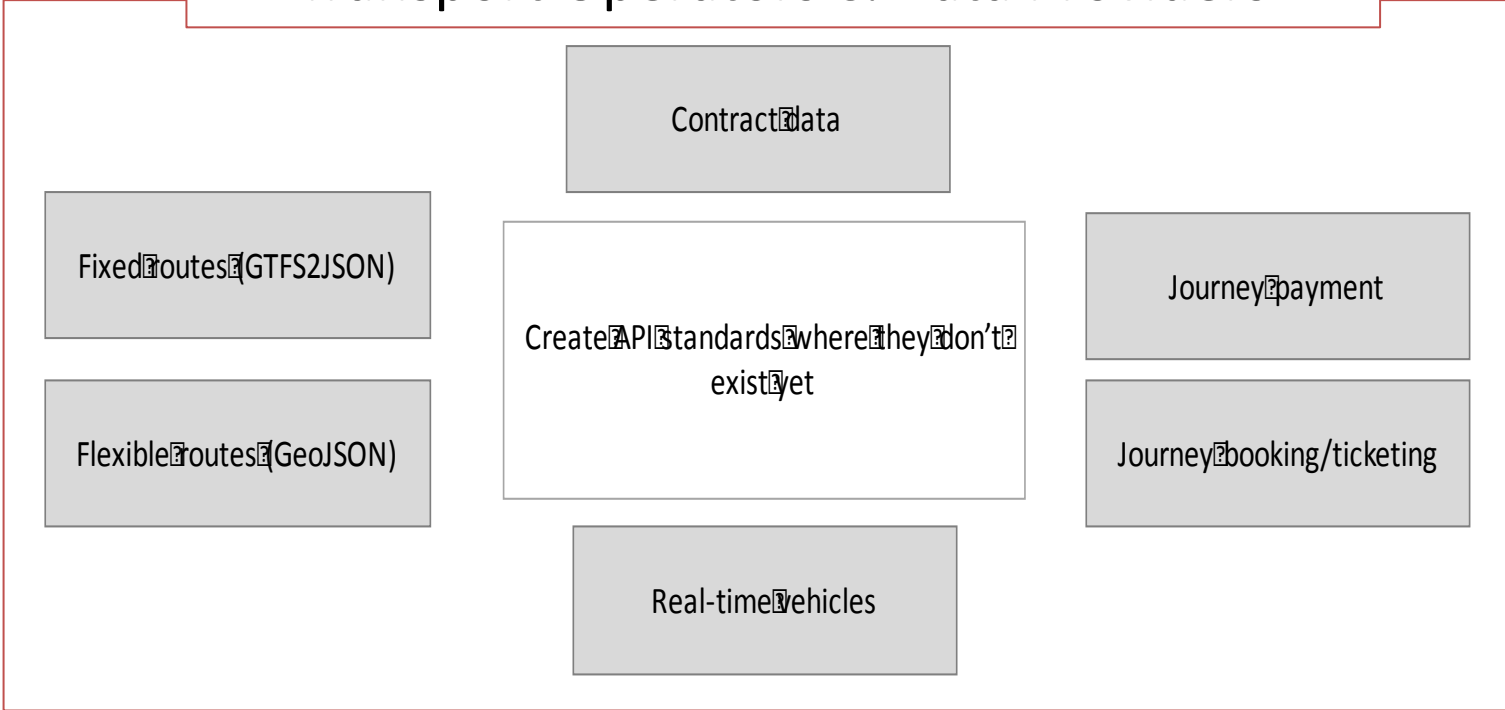 Contract data
Fixed routes (GTFS2JSON)
Journey payment
Create API standards where they don't
exist yet
Flexible routes (GeoJSON)
Journey booking/ticketing
Real-time vehicles